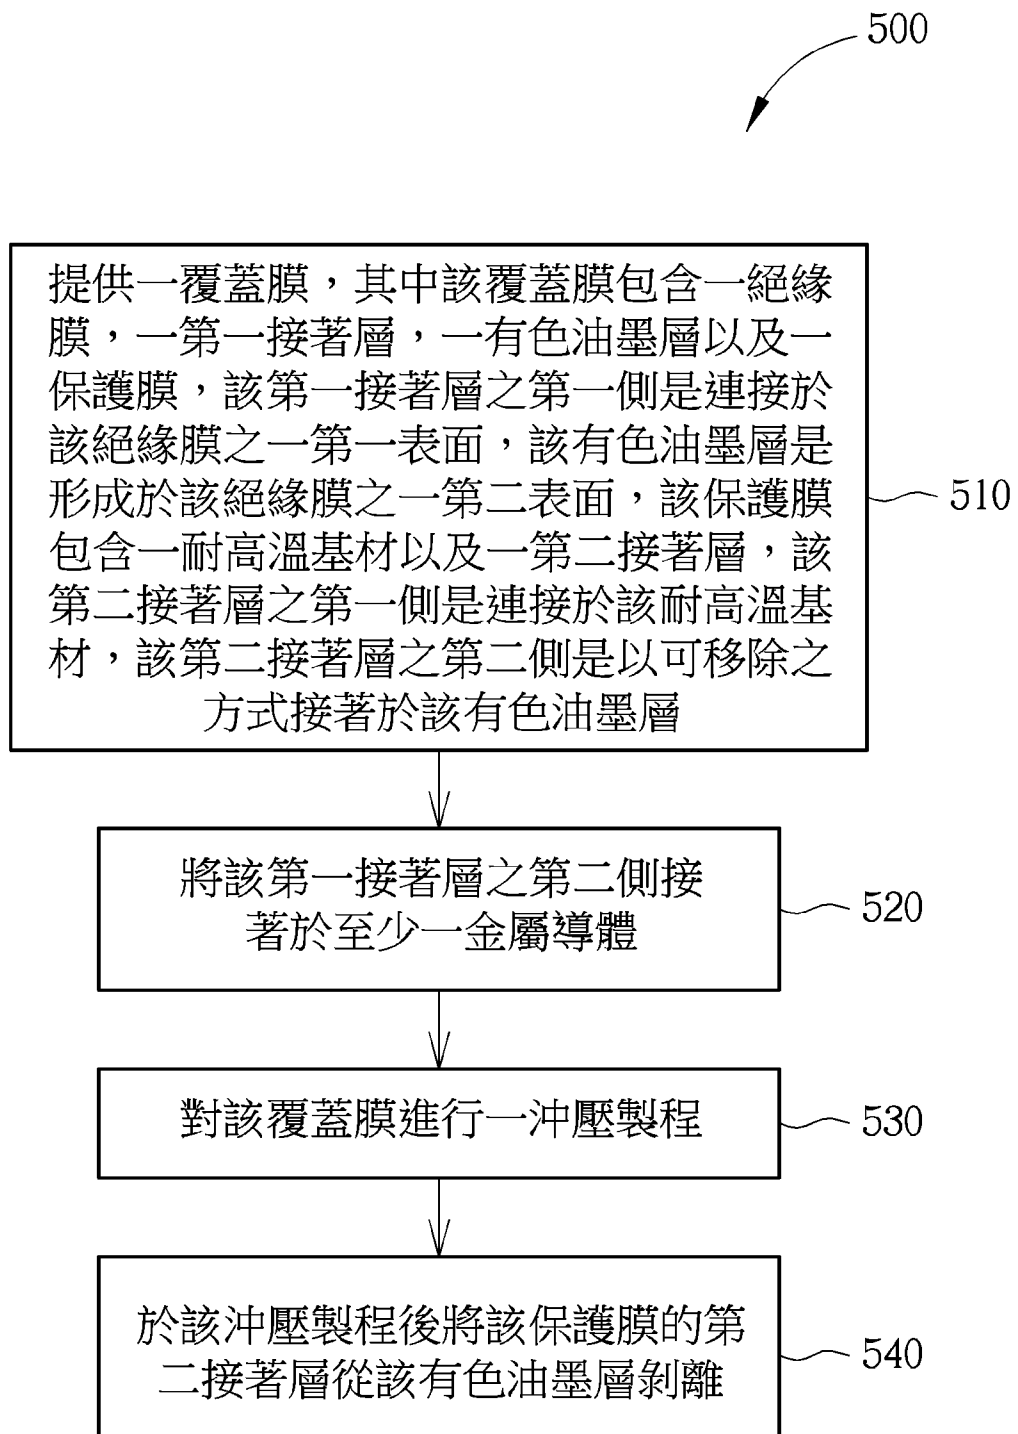 500
提供一覆蓋膜，其中該覆蓋膜包含一絕緣
膜，一第一接著層，一有色油墨層以及一
保護膜，該第一接著層之第一側是連接於
該絕緣膜之一第一表面，該有色油墨層是
形成於該絕緣膜之一第二表面，該保護膜
包含一耐高溫基材以及一第二接著層，該
第二接著層之第一側是連接於該耐高溫基
材，該第二接著層之第二側是以可移除之
方式接著於該有色油墨層
510
將該第一接著層之第二側接
著於至少一金屬導體
520
對該覆蓋膜進行一沖壓製程
530
於該沖壓製程後將該保護膜的第
二接著層從該有色油墨層剝離
540